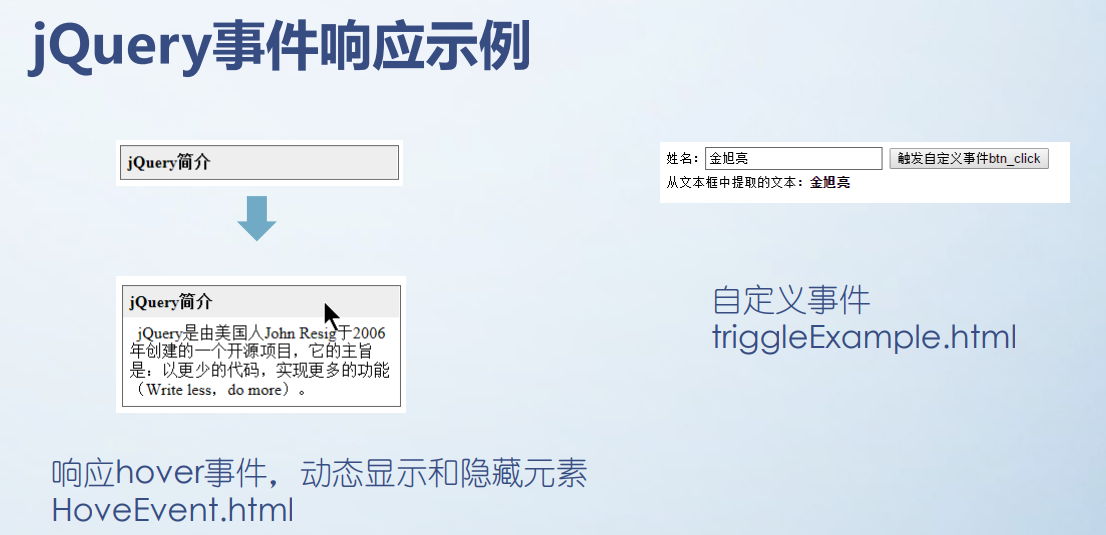 jQuery事件响应示例
jQuery简介
jQuery简介
jQuery是由美国人John Resig于2006
年创建的一个开源项目，它的主旨
是：以更少的代码，实现更多的功能
（Write less，do more）。
响应hover事件，动态显示和隐藏元素
HoveEvent.html
姓名：金旭亮 触发自定义事件btn_click
从文本框中提取的文本：金旭亮
自定义事件
triggleExample.html